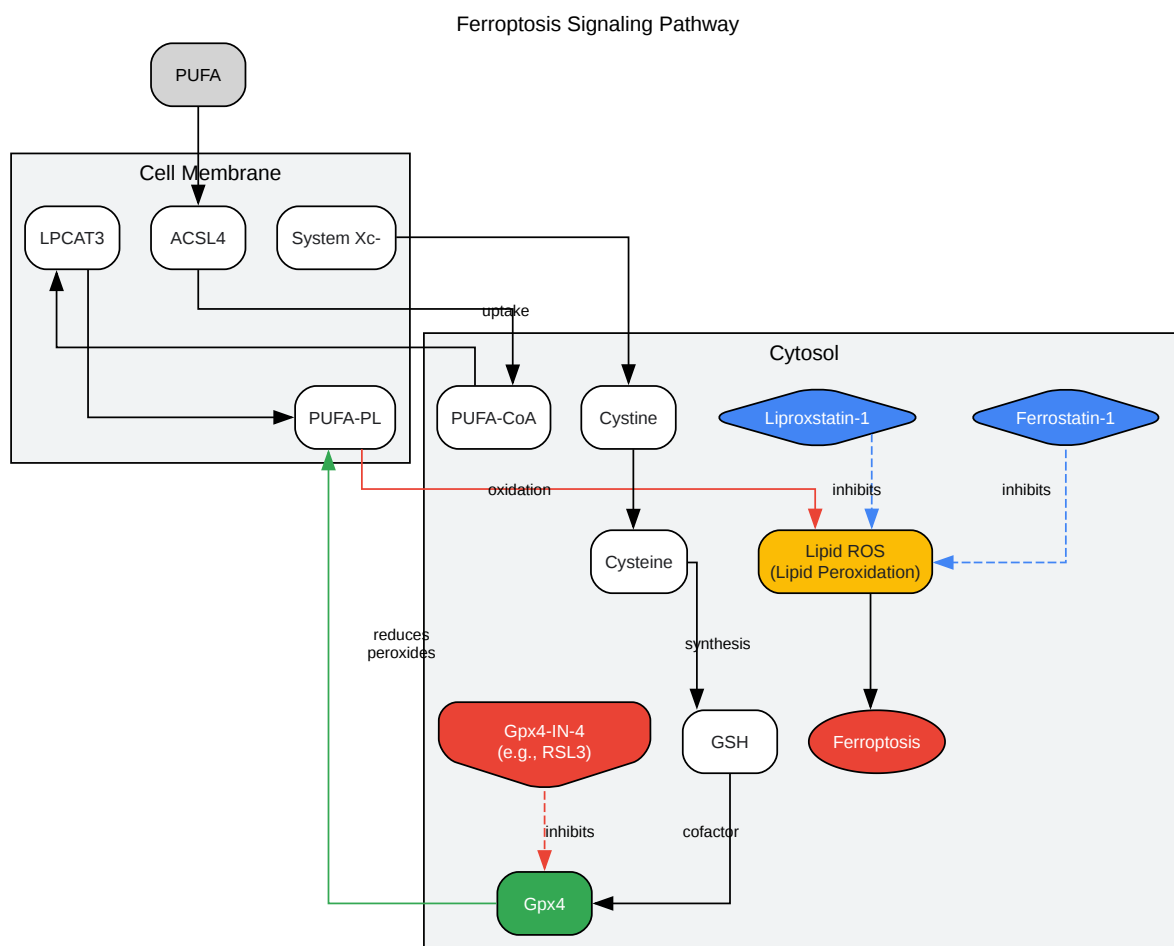 Ferroptosis Signaling Pathway
PUFA
Cell Membrane
LPCAT3
ACSL4
System Xc-
uptake
Cytosol
PUFA-PL
PUFA-CoA
Cystine
Liproxstatin-1
Ferrostatin-1
oxidation
inhibits
inhibits
Cysteine
Lipid ROS
(Lipid Peroxidation)
reduces
peroxides
synthesis
Gpx4-IN-4
(e.g., RSL3)
GSH
Ferroptosis
inhibits
cofactor
Gpx4